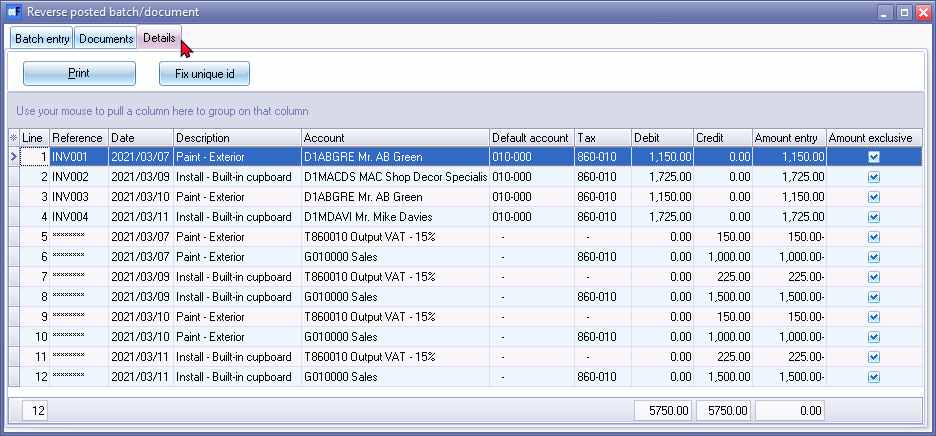 Reverse posted batch/document
Batch entry Documents Details
Print Fix unique id
Use your mouse to pull a column here to group on that column
Line Reference Date Description Account Default account Tax Debit Credit Amount entry Amount exclusive
1 INV001 2021/03/07 Paint - Exterior D1ABGRE Mr. AB Green 010-000 860-010 1,150.00 0.00 1,150.00
2 INV002 2021/03/09 Install - Built-in cupboard D1MACDS MAC Shop Decor Specialis 010-000 860-010 1,725.00 0.00 1,725.00
3 INV003 2021/03/10 Paint - Exterior D1ABGRE Mr. AB Green 010-000 860-010 1,150.00 0.00 1,150.00
4 INV004 2021/03/11 Install - Built-in cupboard D1MDAVI Mr. Mike Davies 010-000 860-010 1,725.00 0.00 1,725.00
5 ******** 2021/03/07 Paint - Exterior T860010 Output VAT - 15% - - 0.00 150.00 150.00-
6 ******** 2021/03/07 Paint - Exterior G010000 Sales - 860-010 0.00 1,000.00 1,000.00-
7 ******** 2021/03/09 Install - Built-in cupboard T860010 Output VAT - 15% - - 0.00 225.00 225.00-
8 ******** 2021/03/09 Install - Built-in cupboard G010000 Sales - 860-010 0.00 1,500.00 1,500.00-
9 ******** 2021/03/10 Paint - Exterior T860010 Output VAT - 15% - - 0.00 150.00 150.00-
10 ******** 2021/03/10 Paint - Exterior G010000 Sales - 860-010 0.00 1,000.00 1,000.00-
11 ******** 2021/03/11 Install - Built-in cupboard T860010 Output VAT - 15% - - 0.00 225.00 225.00-
12 ******** 2021/03/11 Install - Built-in cupboard G010000 Sales - 860-010 0.00 1,500.00 1,500.00-
12 5750.00 5750.00 0.00